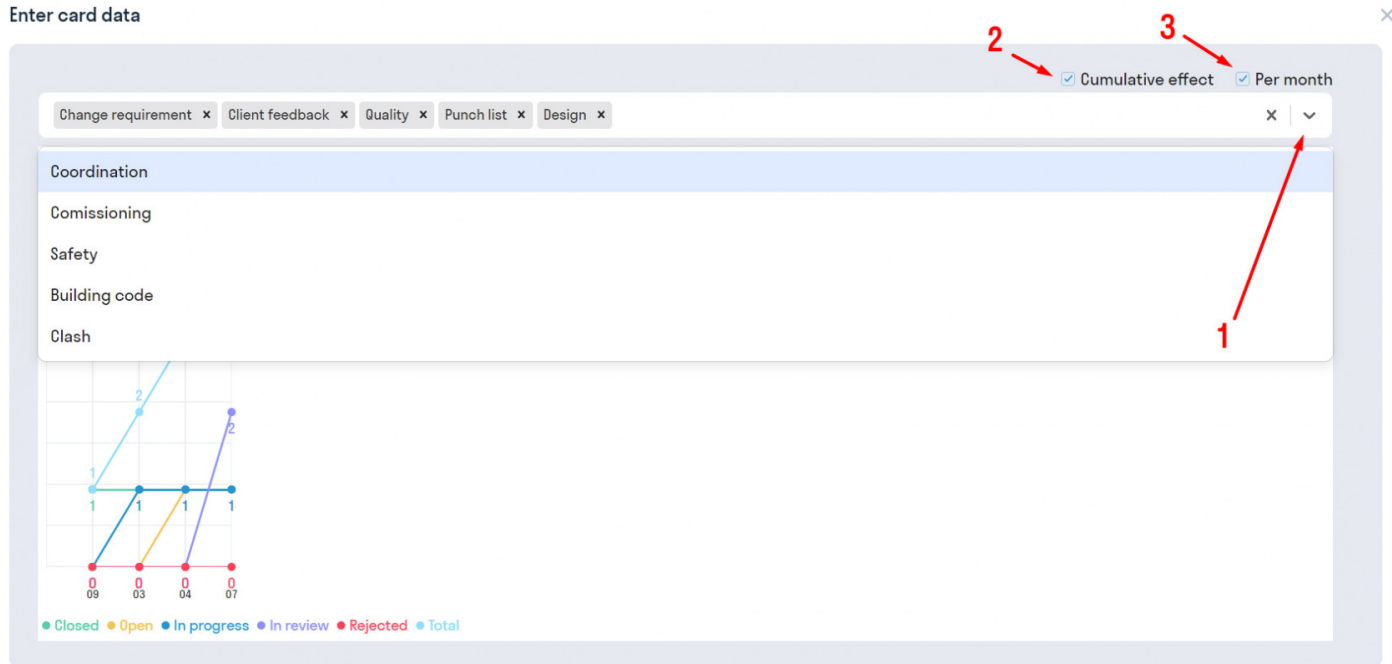 Enter card data
2
3
Cumulative effect Per month
Change requirement × Client feedback × Quality × Punch list × Design ×
Coordination
Comissioning
Safety
Building code
Clash
1
2
2
1
1 1 1 1
0 0 0 0
09 03 04 07
Closed Open In progress In review Rejected Total